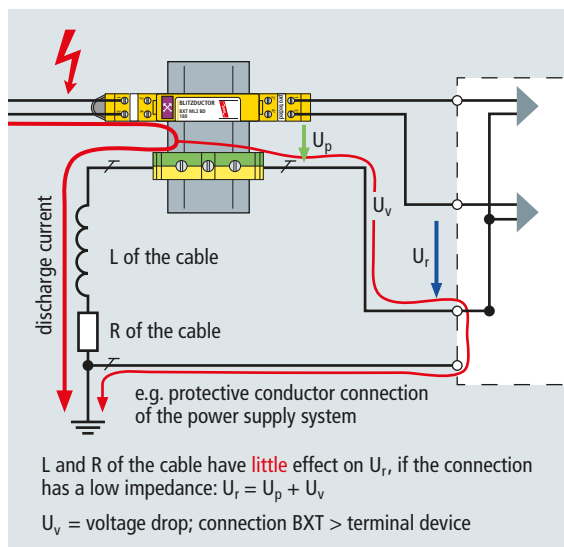 BLITZDUCTOR
BXT ML2 BD
180
protected
Up
Uv
Ur
discharge current
L of the cable
R of the cable
e.g. protective conductor connection
of the power supply system
L and R of the cable have little effect on Ur, if the connection
has a low impedance: Ur = Up + Uv
Uv = voltage drop; connection BXT > terminal device